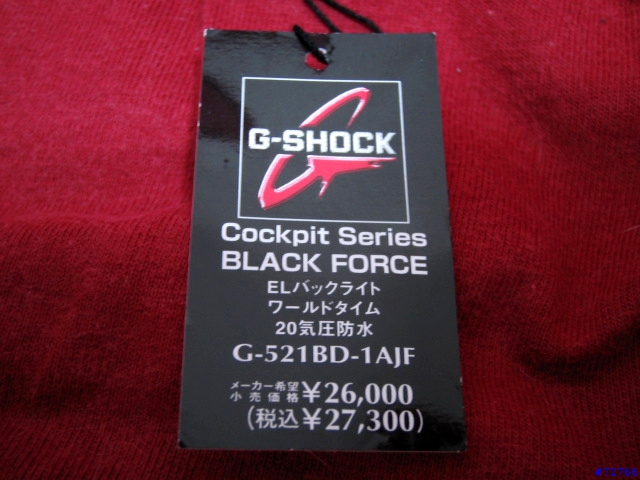 G-SHOCK
Cockpit Series
BLACK FORCE
ELバックライト
ワールドタイム
20気圧防水
G-521BD-1AJF
メーカー希望
小売価格 ¥26,000
(税込¥27,300)